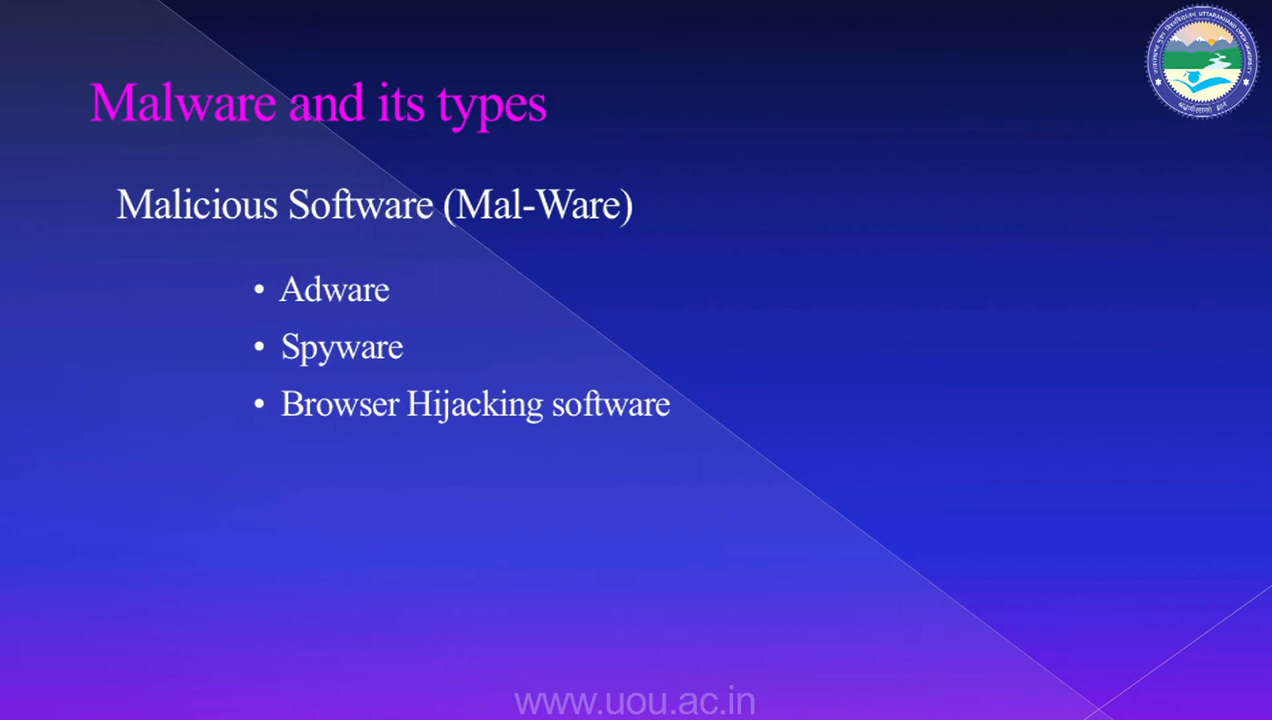 Malware and its types
Malicious Software (Mal-Ware)
• Adware
• Spyware
• Browser Hijacking software
www.uou.ac.in